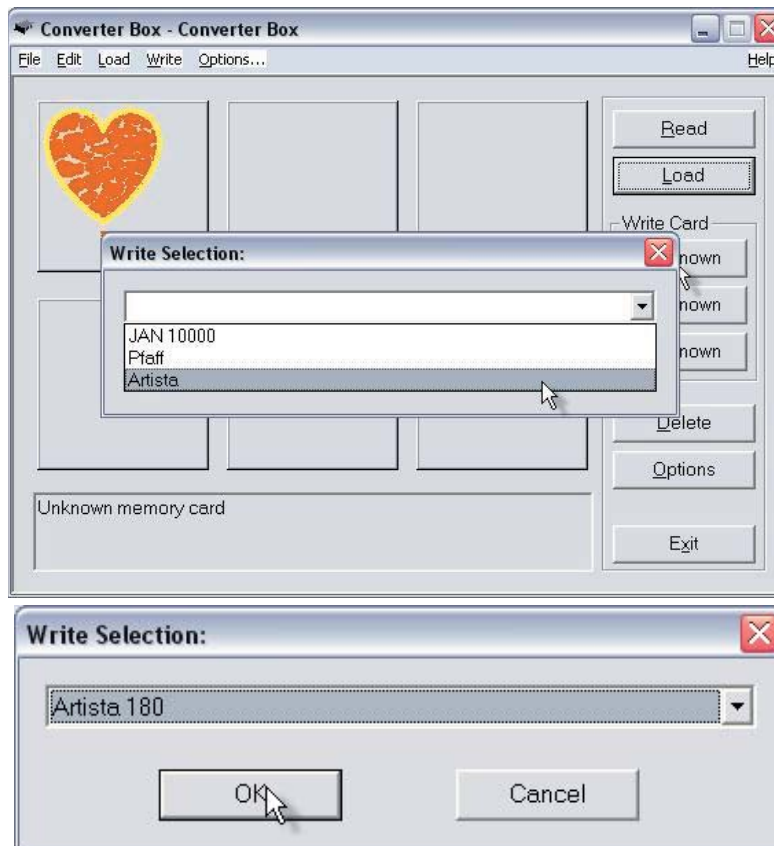 Converter Box - Converter Box
File Edit Load Write Options... Help
Read
Load
Write Card
Write Selection:
nown
JAN 10000
nown
Pfaff
nown
Artista
Delete
Options
Unknown memory card
Exit
Write Selection:
Artista 180
OK
Cancel